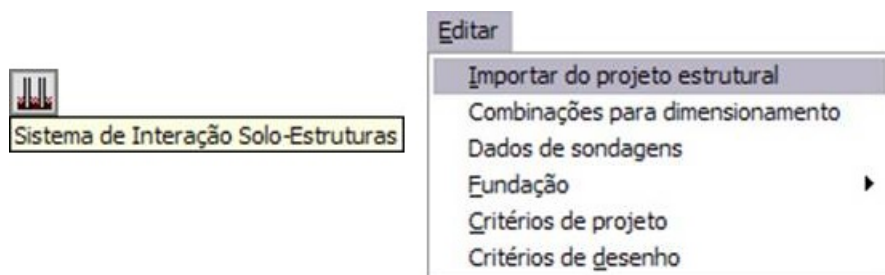 Sistema de Interação Solo-Estruturas
Editar
Importar do projeto estrutural
Combinações para dimensionamento
Dados de sondagens
Fundação
Critérios de projeto
Critérios de desenho